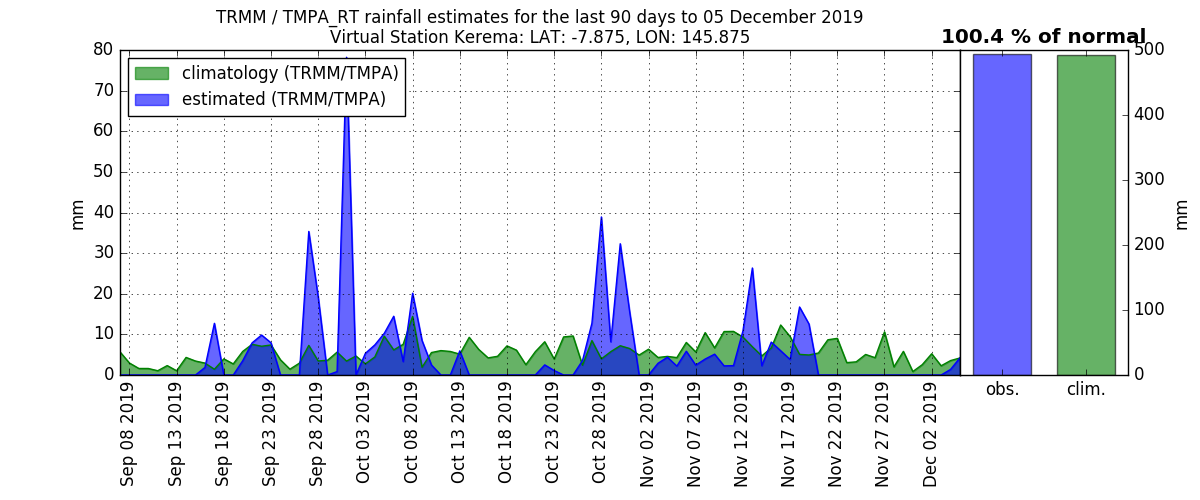 TRMM / TMPA_RT rainfall estimates for the last 90 days to 05 December 2019
Virtual Station Kerema: LAT: -7.875, LON: 145.875
100.4 % of normal
climatology (TRMM/TMPA)
estimated (TRMM/TMPA)
mm
80
70
60
50
40
30
20
10
0
Sep 08 2019
Sep 13 2019
Sep 18 2019
Sep 23 2019
Sep 28 2019
Oct 03 2019
Oct 08 2019
Oct 13 2019
Oct 18 2019
Oct 23 2019
Oct 28 2019
Nov 02 2019
Nov 07 2019
Nov 12 2019
Nov 17 2019
Nov 22 2019
Nov 27 2019
Dec 02 2019
obs.
clim.
500
400
300
200
100
0
mm